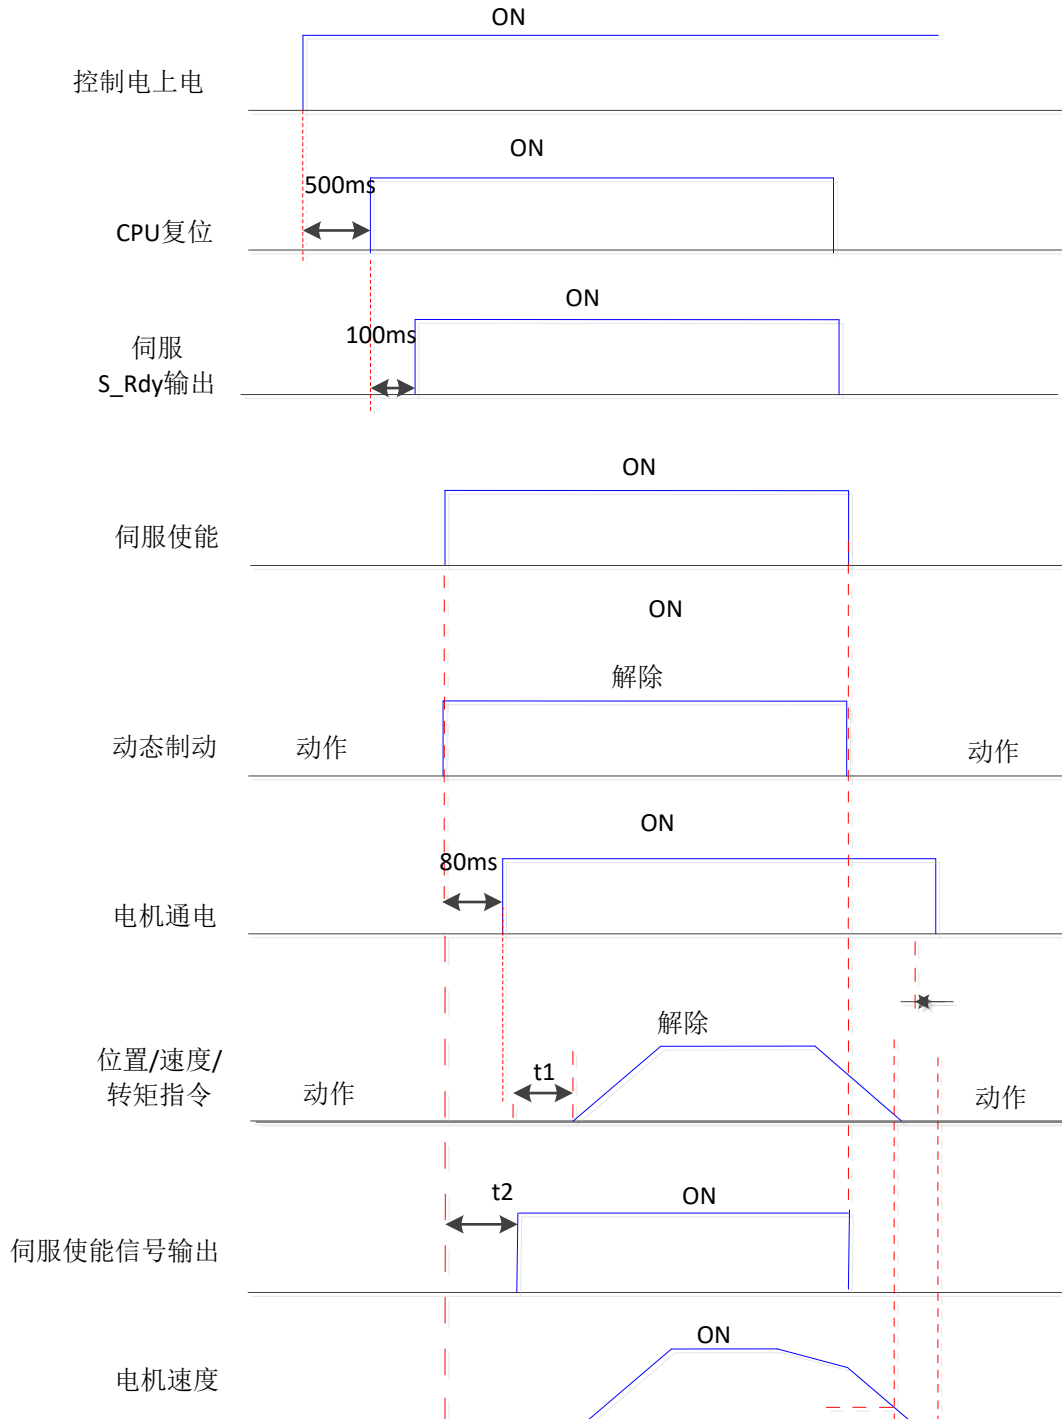 ON
控制电上电
ON
500ms
CPU复位
ON
100ms
伺服
S_Rdy输出
ON
伺服使能
ON
解除
动态制动
动作
动作
ON
80ms
电机通电
解除
位置/速度/
转矩指令
动作
t1
动作
t2
ON
伺服使能信号输出
ON
电机速度